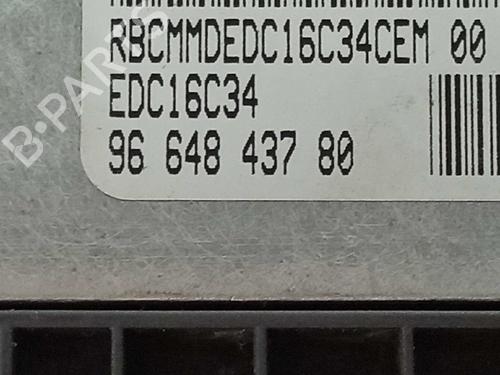 RBCMMDEDC16C34CEM 00
EDC16C34
96 648 437 80
B-PARTS